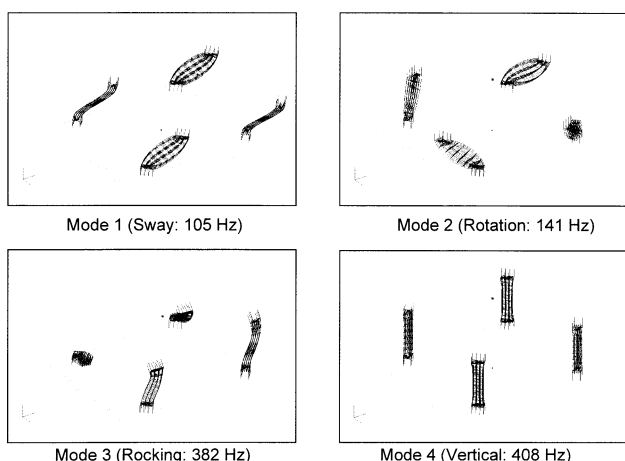 Mode 1 (Sway: 105 Hz)
Mode 2 (Rotation: 141 Hz)
Mode 3 (Rocking: 382 Hz)
Mode 4 (Vertical: 408 Hz)